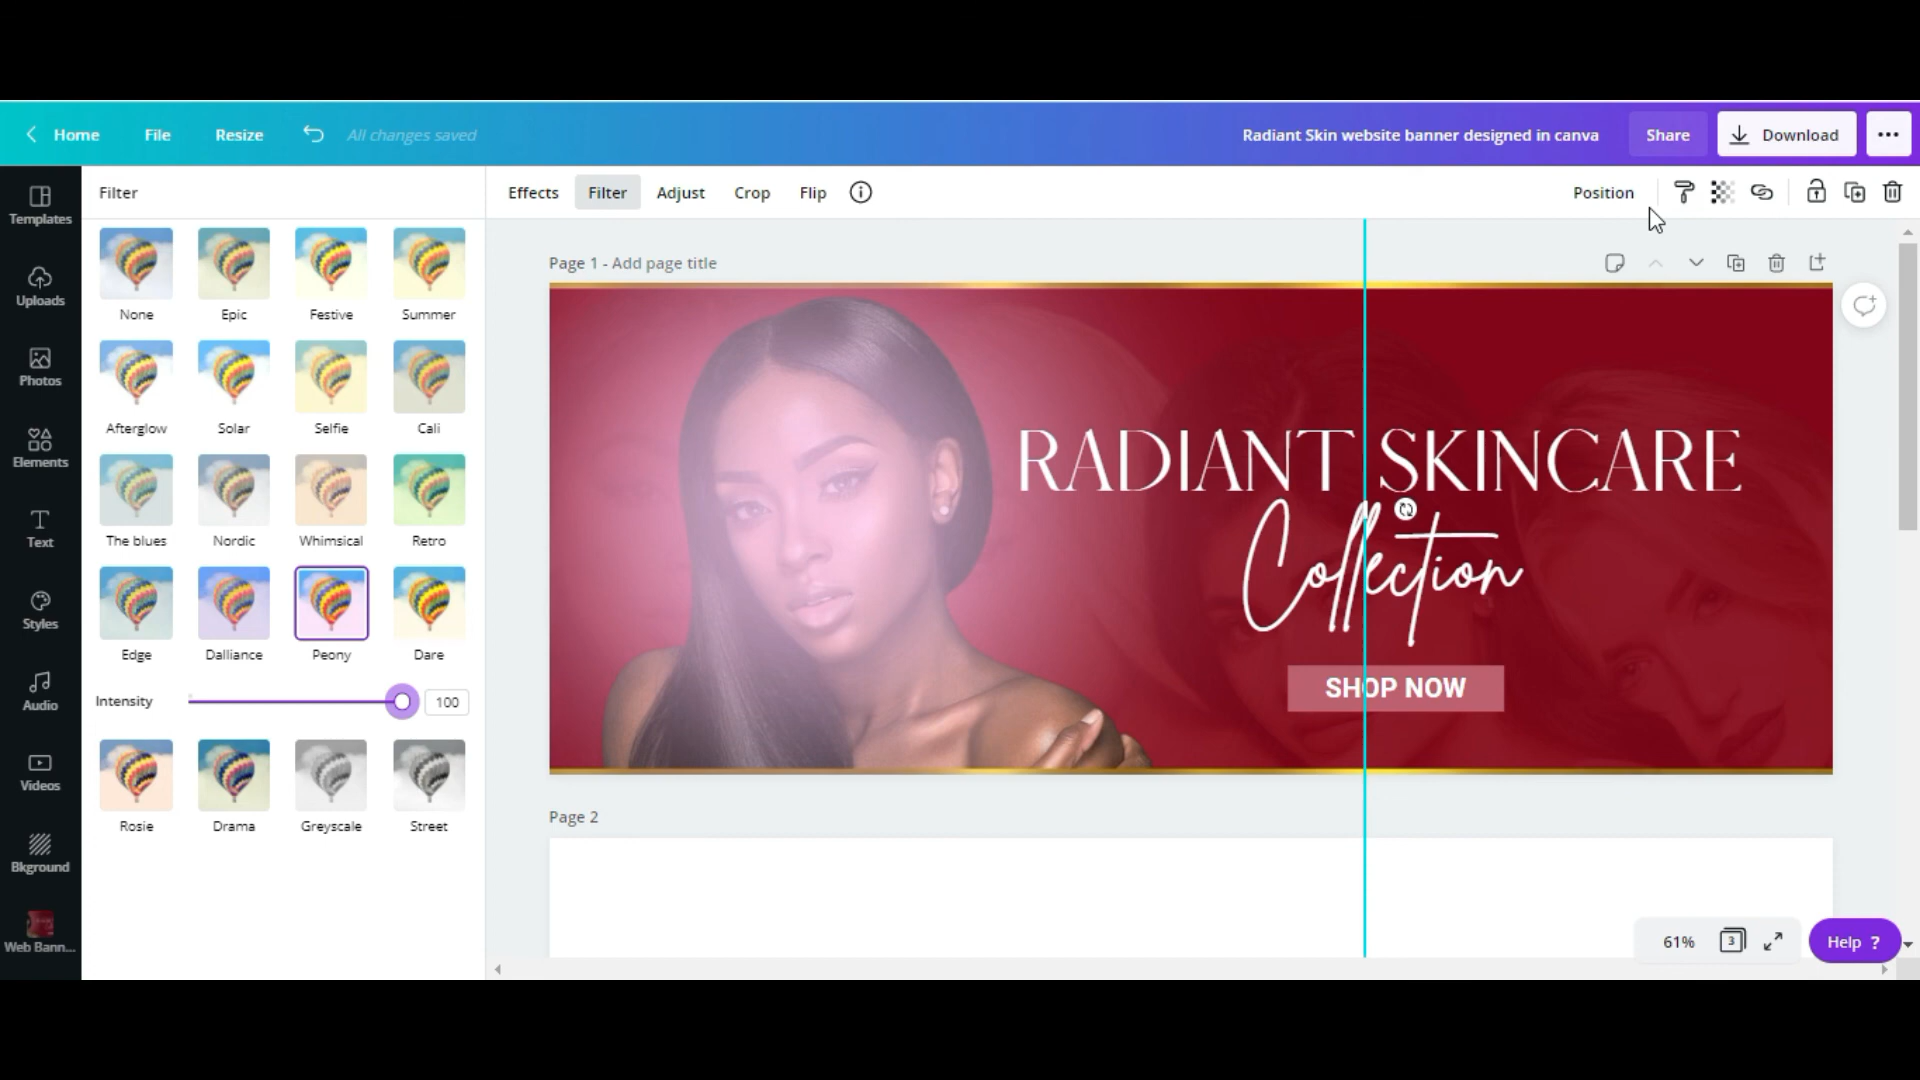 Home File Resize All changes saved Radiant Skin website banner designed in canva Share Download
Templates
Uploads
Photos
Elements
Text
Styles
Audio
Videos
Bkground
Web Bann...
Filter
None Epic Festive Summer
Afterglow Solar Selfie Cali
The blues Nordic Whimsical Retro
Edge Dalliance Peony Dare
Intensity 100
Rosie Drama Greyscale Street
Effects Filter Adjust Crop Flip Position
Page 1 - Add page title
RADIANT SKINCARE
Collection
SHOP NOW
Page 2
61% 3 Help ?